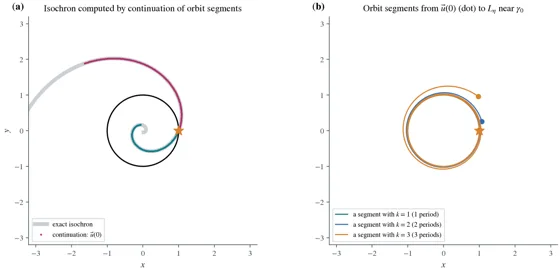 (a) Isochron computed by continuation of orbit segments
3
2
1
0
−1
−2
−3
y
exact isochron
continuation: u⃗(0)
−3 −2 −1 0 1 2 3
x
(b) Orbit segments from u⃗(0) (dot) to Lη near γ0
3
2
1
0
−1
−2
−3
a segment with k = 1 (1 period)
a segment with k = 2 (2 periods)
a segment with k = 3 (3 periods)
−3 −2 −1 0 1 2 3
x